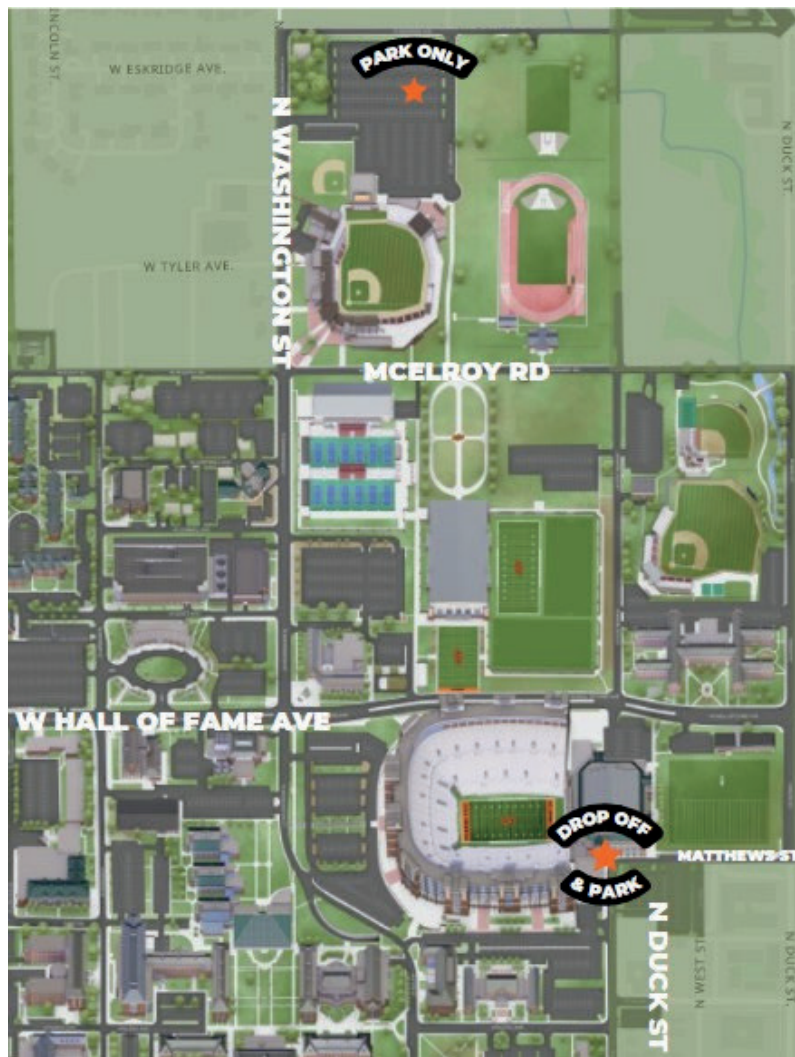 LINCOLN ST.
W ESKRIDGE AVE.
PARK ONLY
N
N WASHINGTON ST
N DUCK ST.
W TYLER AVE.
MCELROY RD
W HALL OF FAME AVE
DROP OFF
& PARK
MATTHEWS ST
N DUCK ST
N WEST ST.
N DUCK ST.